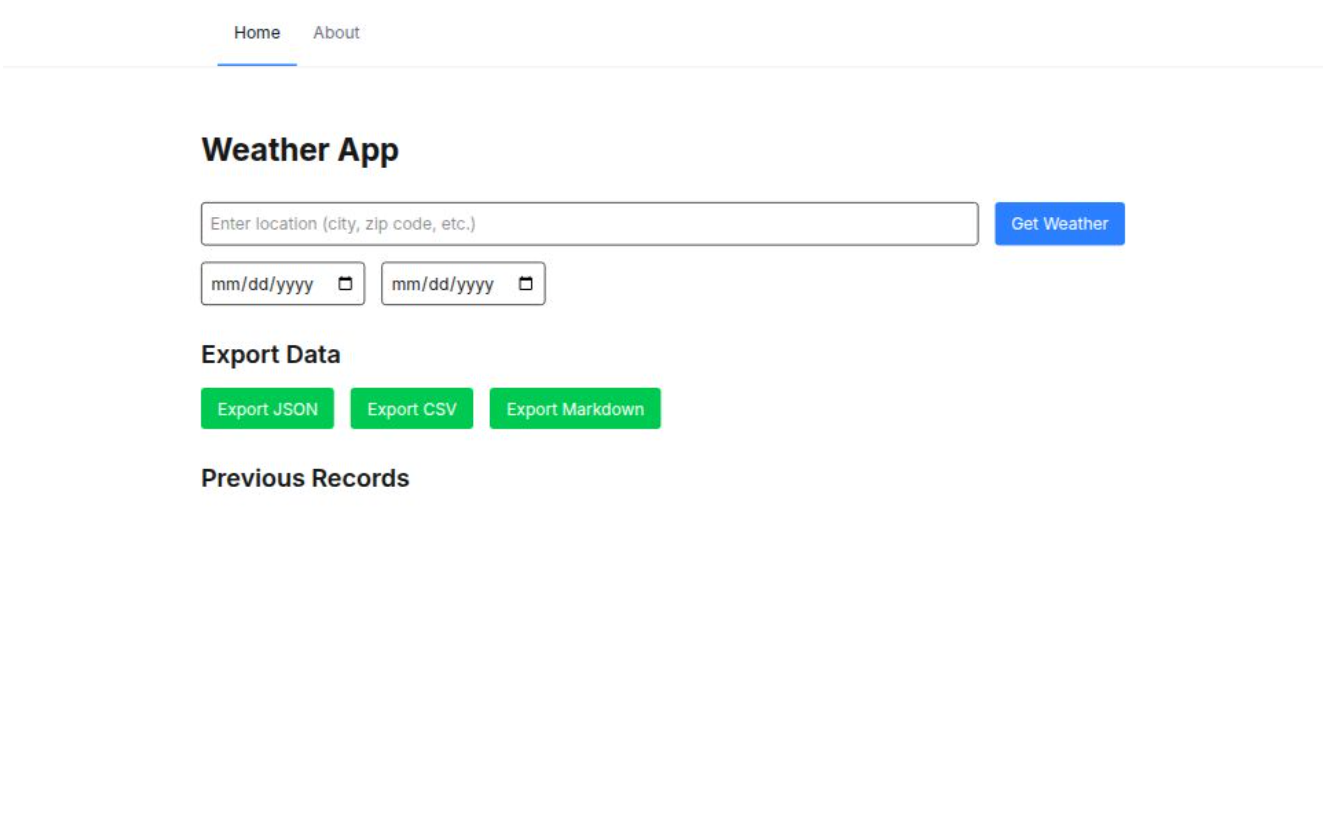 Home About
Weather App
Enter location (city, zip code, etc.) Get Weather
mm/dd/yyyy mm/dd/yyyy
Export Data
Export JSON Export CSV Export Markdown
Previous Records